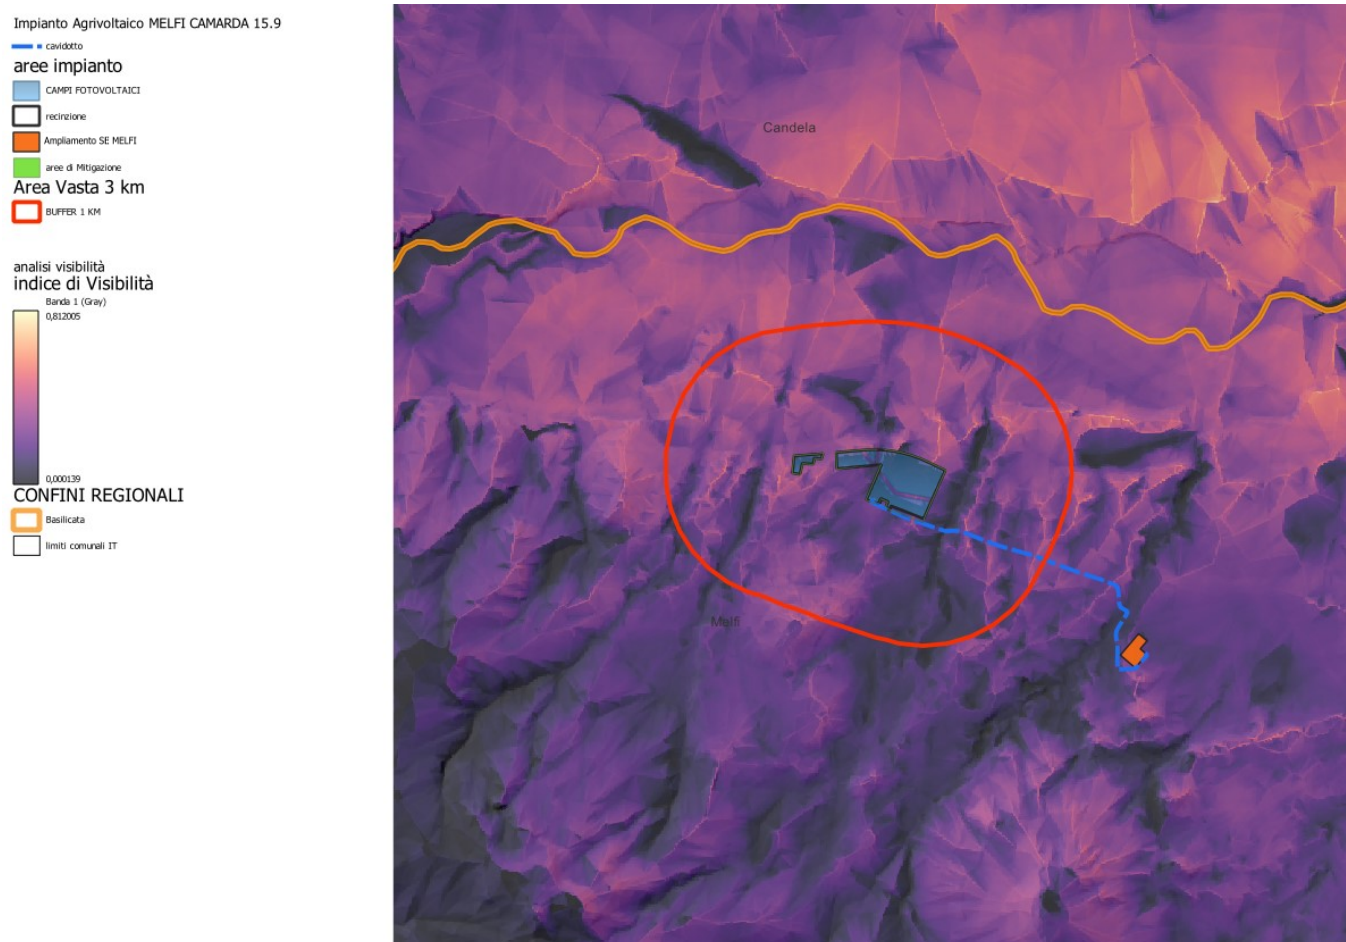 Impianto Agrivoltaico MELFI CAMARDA 15.9
cavidotto
aree impianto
CAMPI FOTOVOLTAICI
recinzione
Ampliamento SE MELFI
aree di Mitigazione
Area Vasta 3 km
BUFFER 1 KM
analisi visibilità
indice di Visibilità
Banda 1 (Gray)
0,812005
0,000139
CONFINI REGIONALI
Basilicata
limiti comunali IT
Candela
Melfi